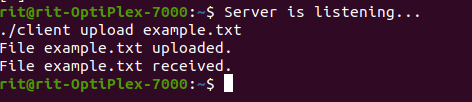 rit@rit-OptiPlex-7000:~$ Server is listening...
./client upload example.txt
File example.txt uploaded.
File example.txt received.
rit@rit-OptiPlex-7000:~$